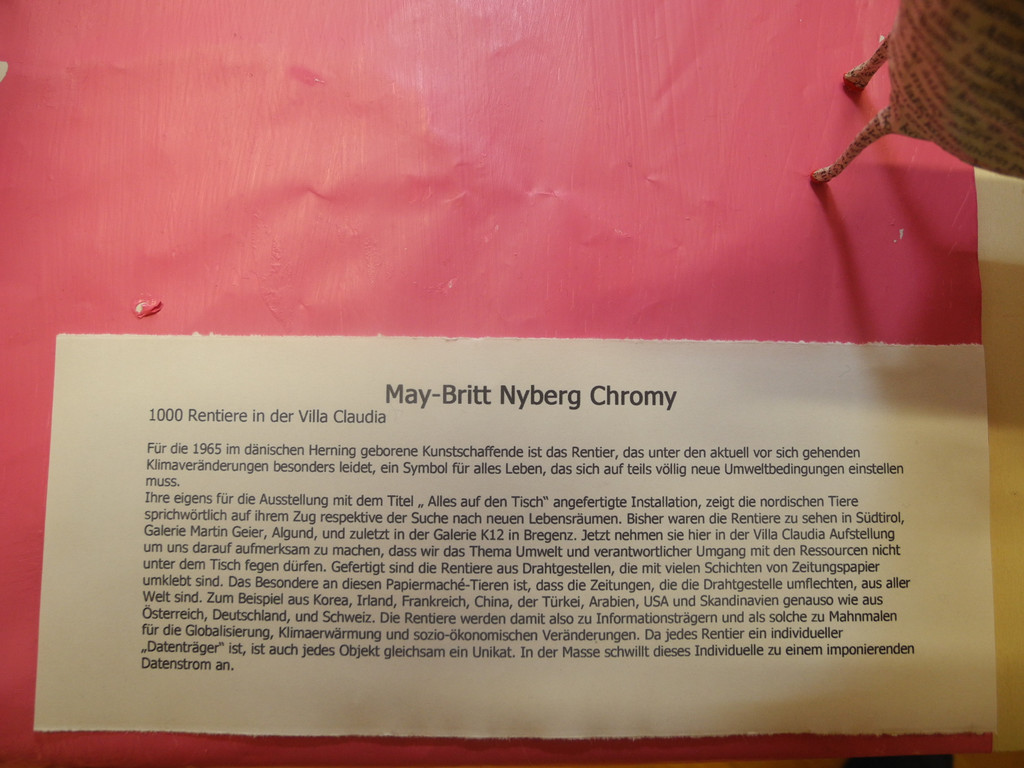 May-Britt Nyberg Chromy
1000 Rentiere in der Villa Claudia
Für die 1965 im dänischen Herning geborene Kunstschaffende ist das Rentier, das unter den aktuell vor sich gehenden
Klimaveränderungen besonders leidet, ein Symbol für alles Leben, das sich auf teils völlig neue Umweltbedingungen einstellen
muss.
Ihre eigens für die Ausstellung mit dem Titel „ Alles auf den Tisch“ angefertigte Installation, zeigt die nordischen Tiere
sprichwörtlich auf ihrem Zug respektive der Suche nach neuen Lebensräumen. Bisher waren die Rentiere zu sehen in Südtirol,
Galerie Martin Geier, Algund, und zuletzt in der Galerie K12 in Bregenz. Jetzt nehmen sie hier in der Villa Claudia Aufstellung
um uns darauf aufmerksam zu machen, dass wir das Thema Umwelt und verantwortlicher Umgang mit den Ressourcen nicht
unter dem Tisch fegen dürfen. Gefertigt sind die Rentiere aus Drahtgestellen, die mit vielen Schichten von Zeitungspapier
umklebt sind. Das Besondere an diesen Papiermaché-Tieren ist, dass die Zeitungen, die die Drahtgestelle umflechten, aus aller
Welt sind. Zum Beispiel aus Korea, Irland, Frankreich, China, der Türkei, Arabien, USA und Skandinavien genauso wie aus
Österreich, Deutschland, und Schweiz. Die Rentiere werden damit also zu Informationsträgern und als solche zu Mahnmalen
für die Globalisierung, Klimaerwärmung und sozio-ökonomischen Veränderungen. Da jedes Rentier ein individueller
„Datenträger“ ist, ist auch jedes Objekt gleichsam ein Unikat. In der Masse schwillt dieses Individuelle zu einem imponierenden
Datenstrom an.